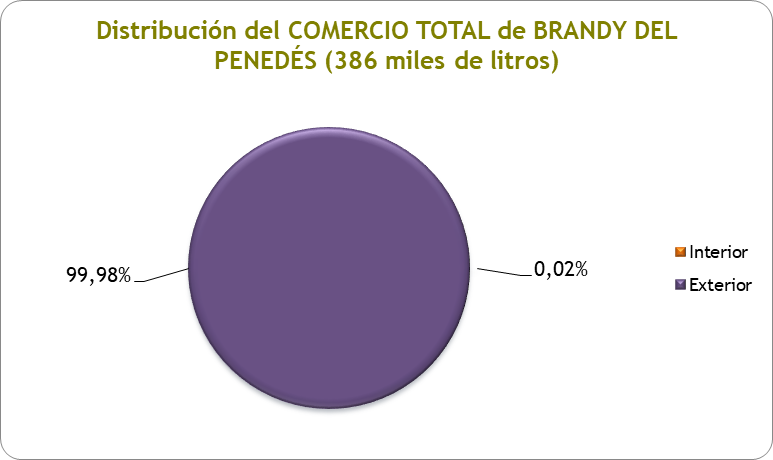 Distribución del COMERCIO TOTAL de BRANDY DEL
PENEDÉS (386 miles de litros)
99,98%
0,02%
Interior
Exterior